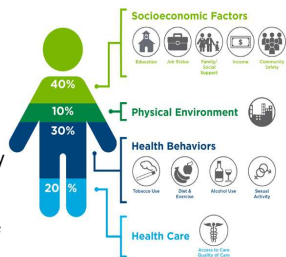 Socioeconomic Factors
Education
Job Status
Family/
Social
Support
Income
Community
Safety
40%
10%
Physical Environment
30%
Health Behaviors
Tobacco Use
Diet &
Exercise
Alcohol Use
Sexual
Activity
20 %
Health Care
Access to Care
Quality of Care